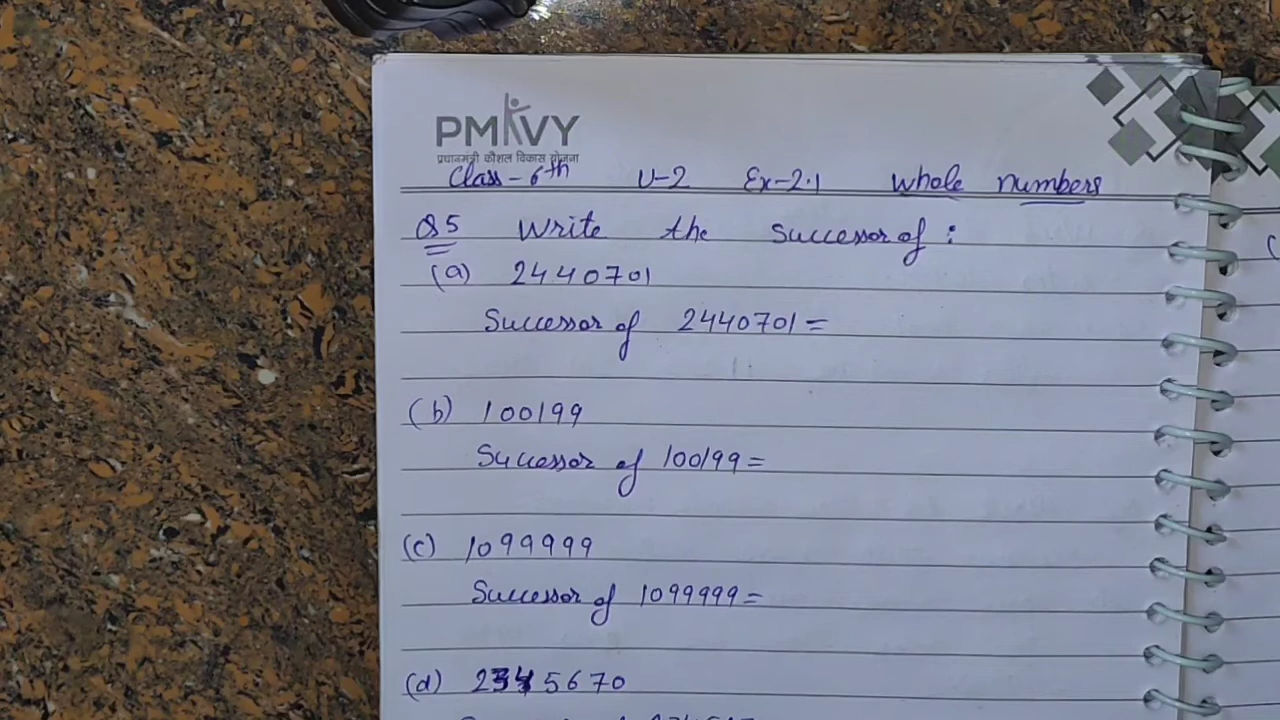 PMKVY
प्रधानमंत्री कौशल विकास योजना
Class - 6th U-2 Ex-2.1 Whole numbers
Q5 Write the Successor of :
(a) 2440701
Successor of 2440701 =
(b) 100199
Successor of 100199 =
(c) 1099999
Successor of 1099999 =
(d) 2345670